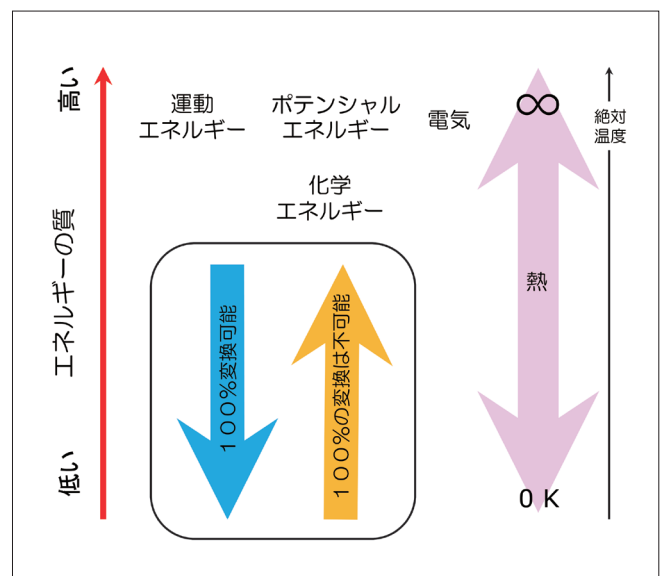 高い
エネルギーの質
低い
運動
エネルギー
ポテンシャル
エネルギー
電気
化学
エネルギー
100％変換可能
100％の変換は不可能
∞
熱
0 K
絶対
温度